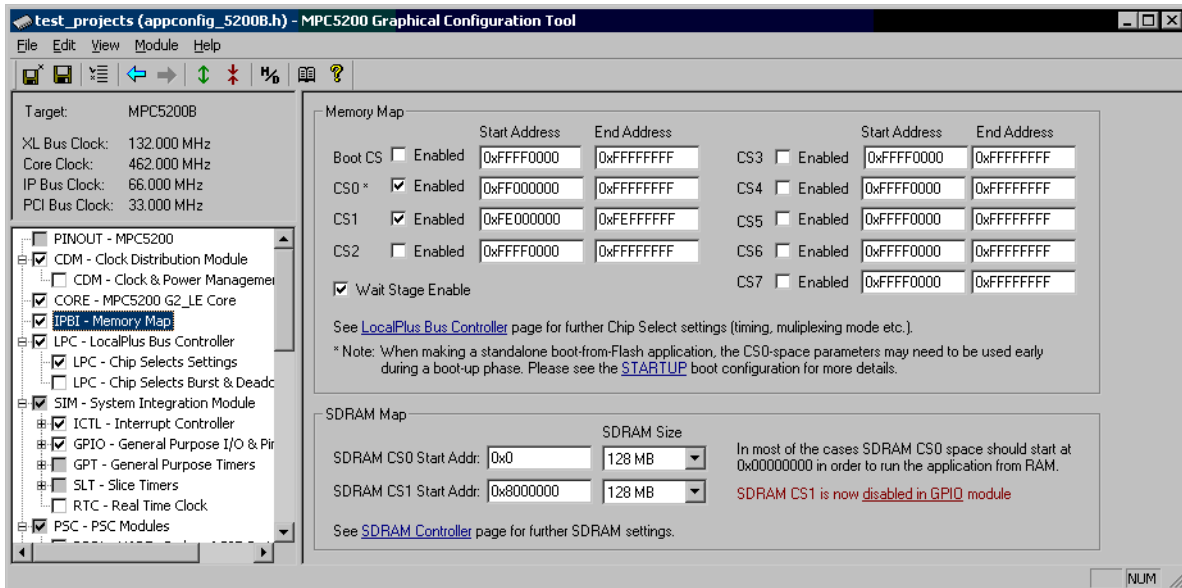 test_projects (appconfig_5200B.h) - MPC5200 Graphical Configuration Tool
File Edit View Module Help
Target: MPC5200B
XL Bus Clock: 132.000 MHz
Core Clock: 462.000 MHz
IP Bus Clock: 66.000 MHz
PCI Bus Clock: 33.000 MHz
PINOUT - MPC5200
CDM - Clock Distribution Module
CDM - Clock & Power Managemer
CORE - MPC5200 G2_LE Core
IPBI - Memory Map
LPC - LocalPlus Bus Controller
LPC - Chip Selects Settings
LPC - Chip Selects Burst & Deadc
SIM - System Integration Module
ICTL - Interrupt Controller
GPIO - General Purpose I/O & Pir
GPT - General Purpose Timers
SLT - Slice Timers
RTC - Real Time Clock
PSC - PSC Modules
Memory Map
Start Address End Address Start Address End Address
Boot CS Enabled 0xFFFF0000 0xFFFFFFFF CS3 Enabled 0xFFFF0000 0xFFFFFFFF
CS0 * Enabled 0xFF000000 0xFFFFFFFF CS4 Enabled 0xFFFF0000 0xFFFFFFFF
CS1 Enabled 0xFE000000 0xFEFFFFFF CS5 Enabled 0xFFFF0000 0xFFFFFFFF
CS2 Enabled 0xFFFF0000 0xFFFFFFFF CS6 Enabled 0xFFFF0000 0xFFFFFFFF
Wait Stage Enable CS7 Enabled 0xFFFF0000 0xFFFFFFFF
See LocalPlus Bus Controller page for further Chip Select settings (timing, muliplexing mode etc.).
* Note: When making a standalone boot-from-Flash application, the CS0-space parameters may need to be used early
during a boot-up phase. Please see the STARTUP boot configuration for more details.
SDRAM Map
SDRAM Size
SDRAM CS0 Start Addr: 0x0 128 MB
SDRAM CS1 Start Addr: 0x8000000 128 MB
In most of the cases SDRAM CS0 space should start at
0x00000000 in order to run the application from RAM.
SDRAM CS1 is now disabled in GPIO module
See SDRAM Controller page for further SDRAM settings.
NUM